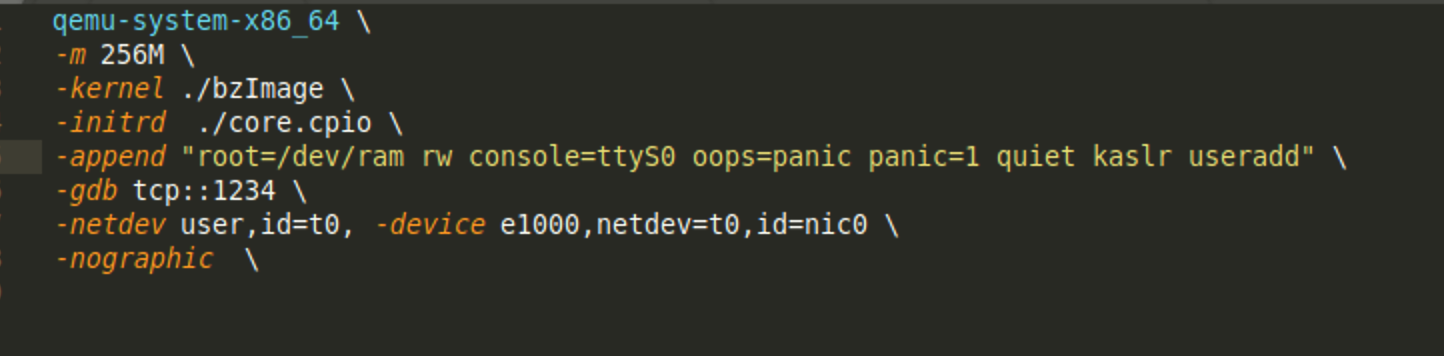 qemu-system-x86_64 \
-m 256M \
-kernel ./bzImage \
-initrd  ./core.cpio \
-append "root=/dev/ram rw console=ttyS0 oops=panic panic=1 quiet kaslr useradd" \
-gdb tcp::1234 \
-netdev user,id=t0, -device e1000,netdev=t0,id=nic0 \
-nographic  \